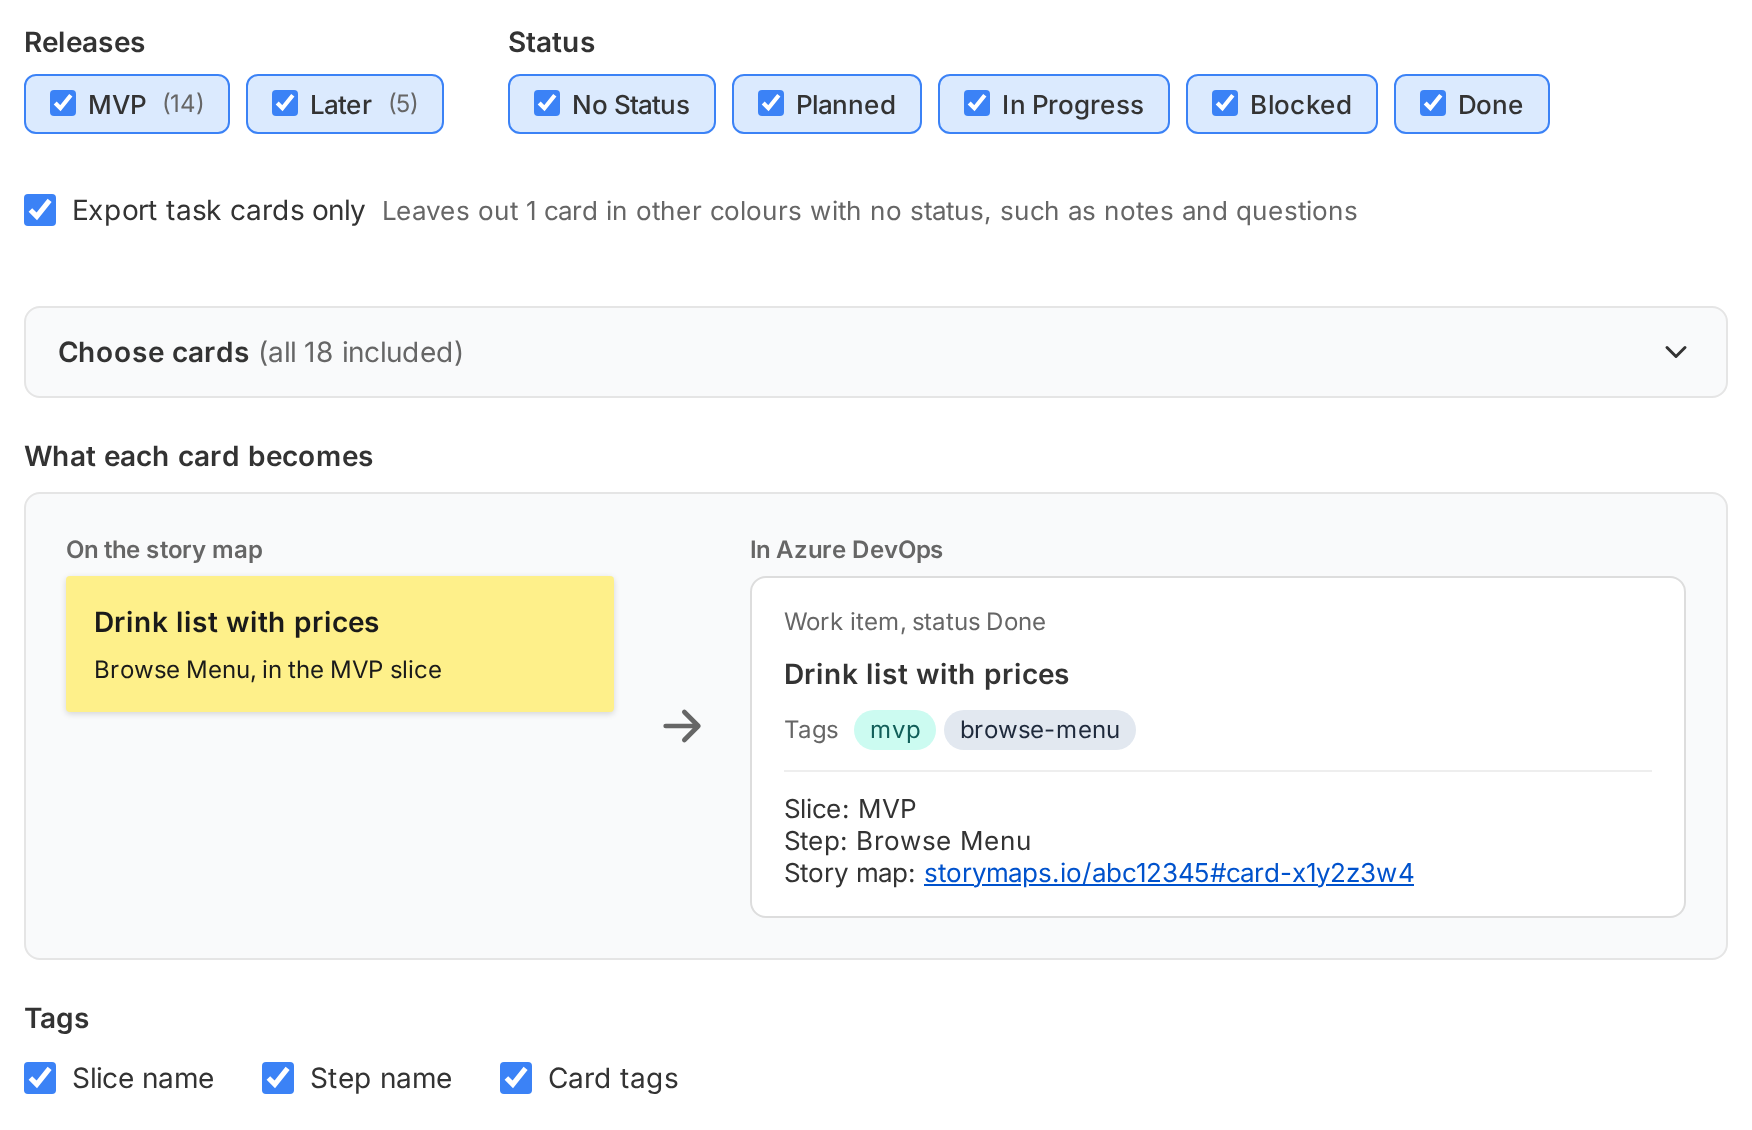 Releases
MVP (14)
Later (5)
Status
No Status
Planned
In Progress
Blocked
Done
Export task cards only Leaves out 1 card in other colours with no status, such as notes and questions
Choose cards (all 18 included)
What each card becomes
On the story map
Drink list with prices
Browse Menu, in the MVP slice
In Azure DevOps
Work item, status Done
Drink list with prices
Tags mvp browse-menu
Slice: MVP
Step: Browse Menu
Story map: storymaps.io/abc12345#card-x1y2z3w4
Tags
Slice name
Step name
Card tags